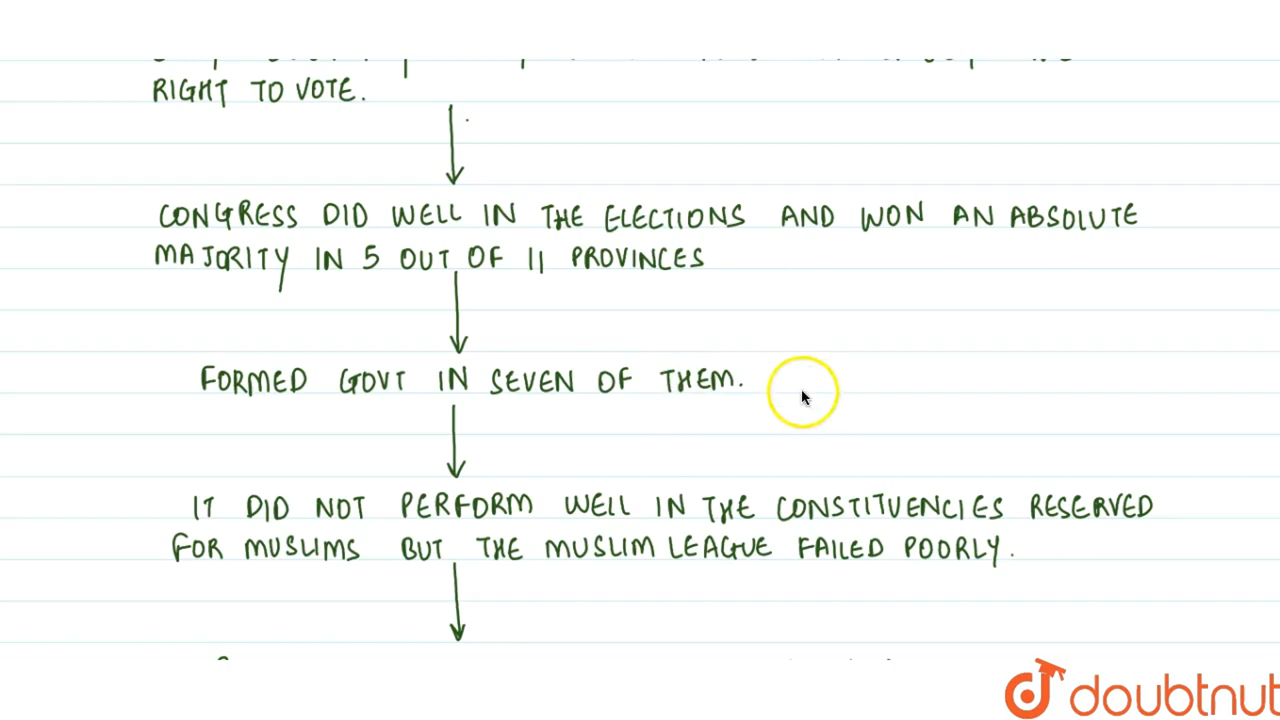 RIGHT TO VOTE.
CONGRESS DID WELL IN THE ELECTIONS AND WON AN ABSOLUTE
MAJORITY IN 5 OUT OF 11 PROVINCES
FORMED GOVT IN SEVEN OF THEM.
IT DID NOT PERFORM WELL IN THE CONSTITUENCIES RESERVED
FOR MUSLIMS BUT THE MUSLIM LEAGUE FAILED POORLY.
doubtnut